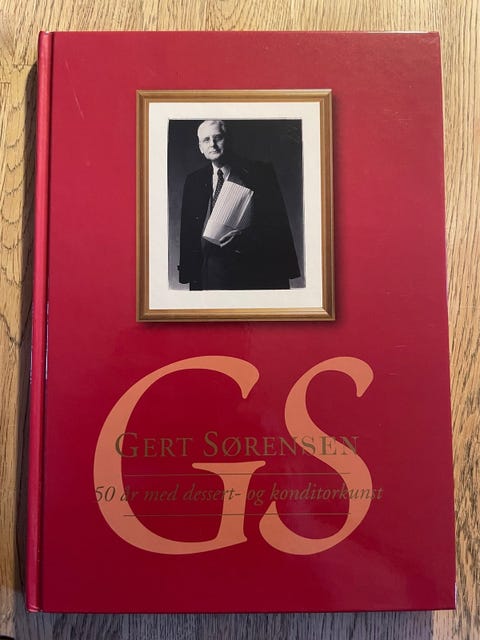 GS
GERT SØRENSEN
50 år med dessert- og konditorkunst